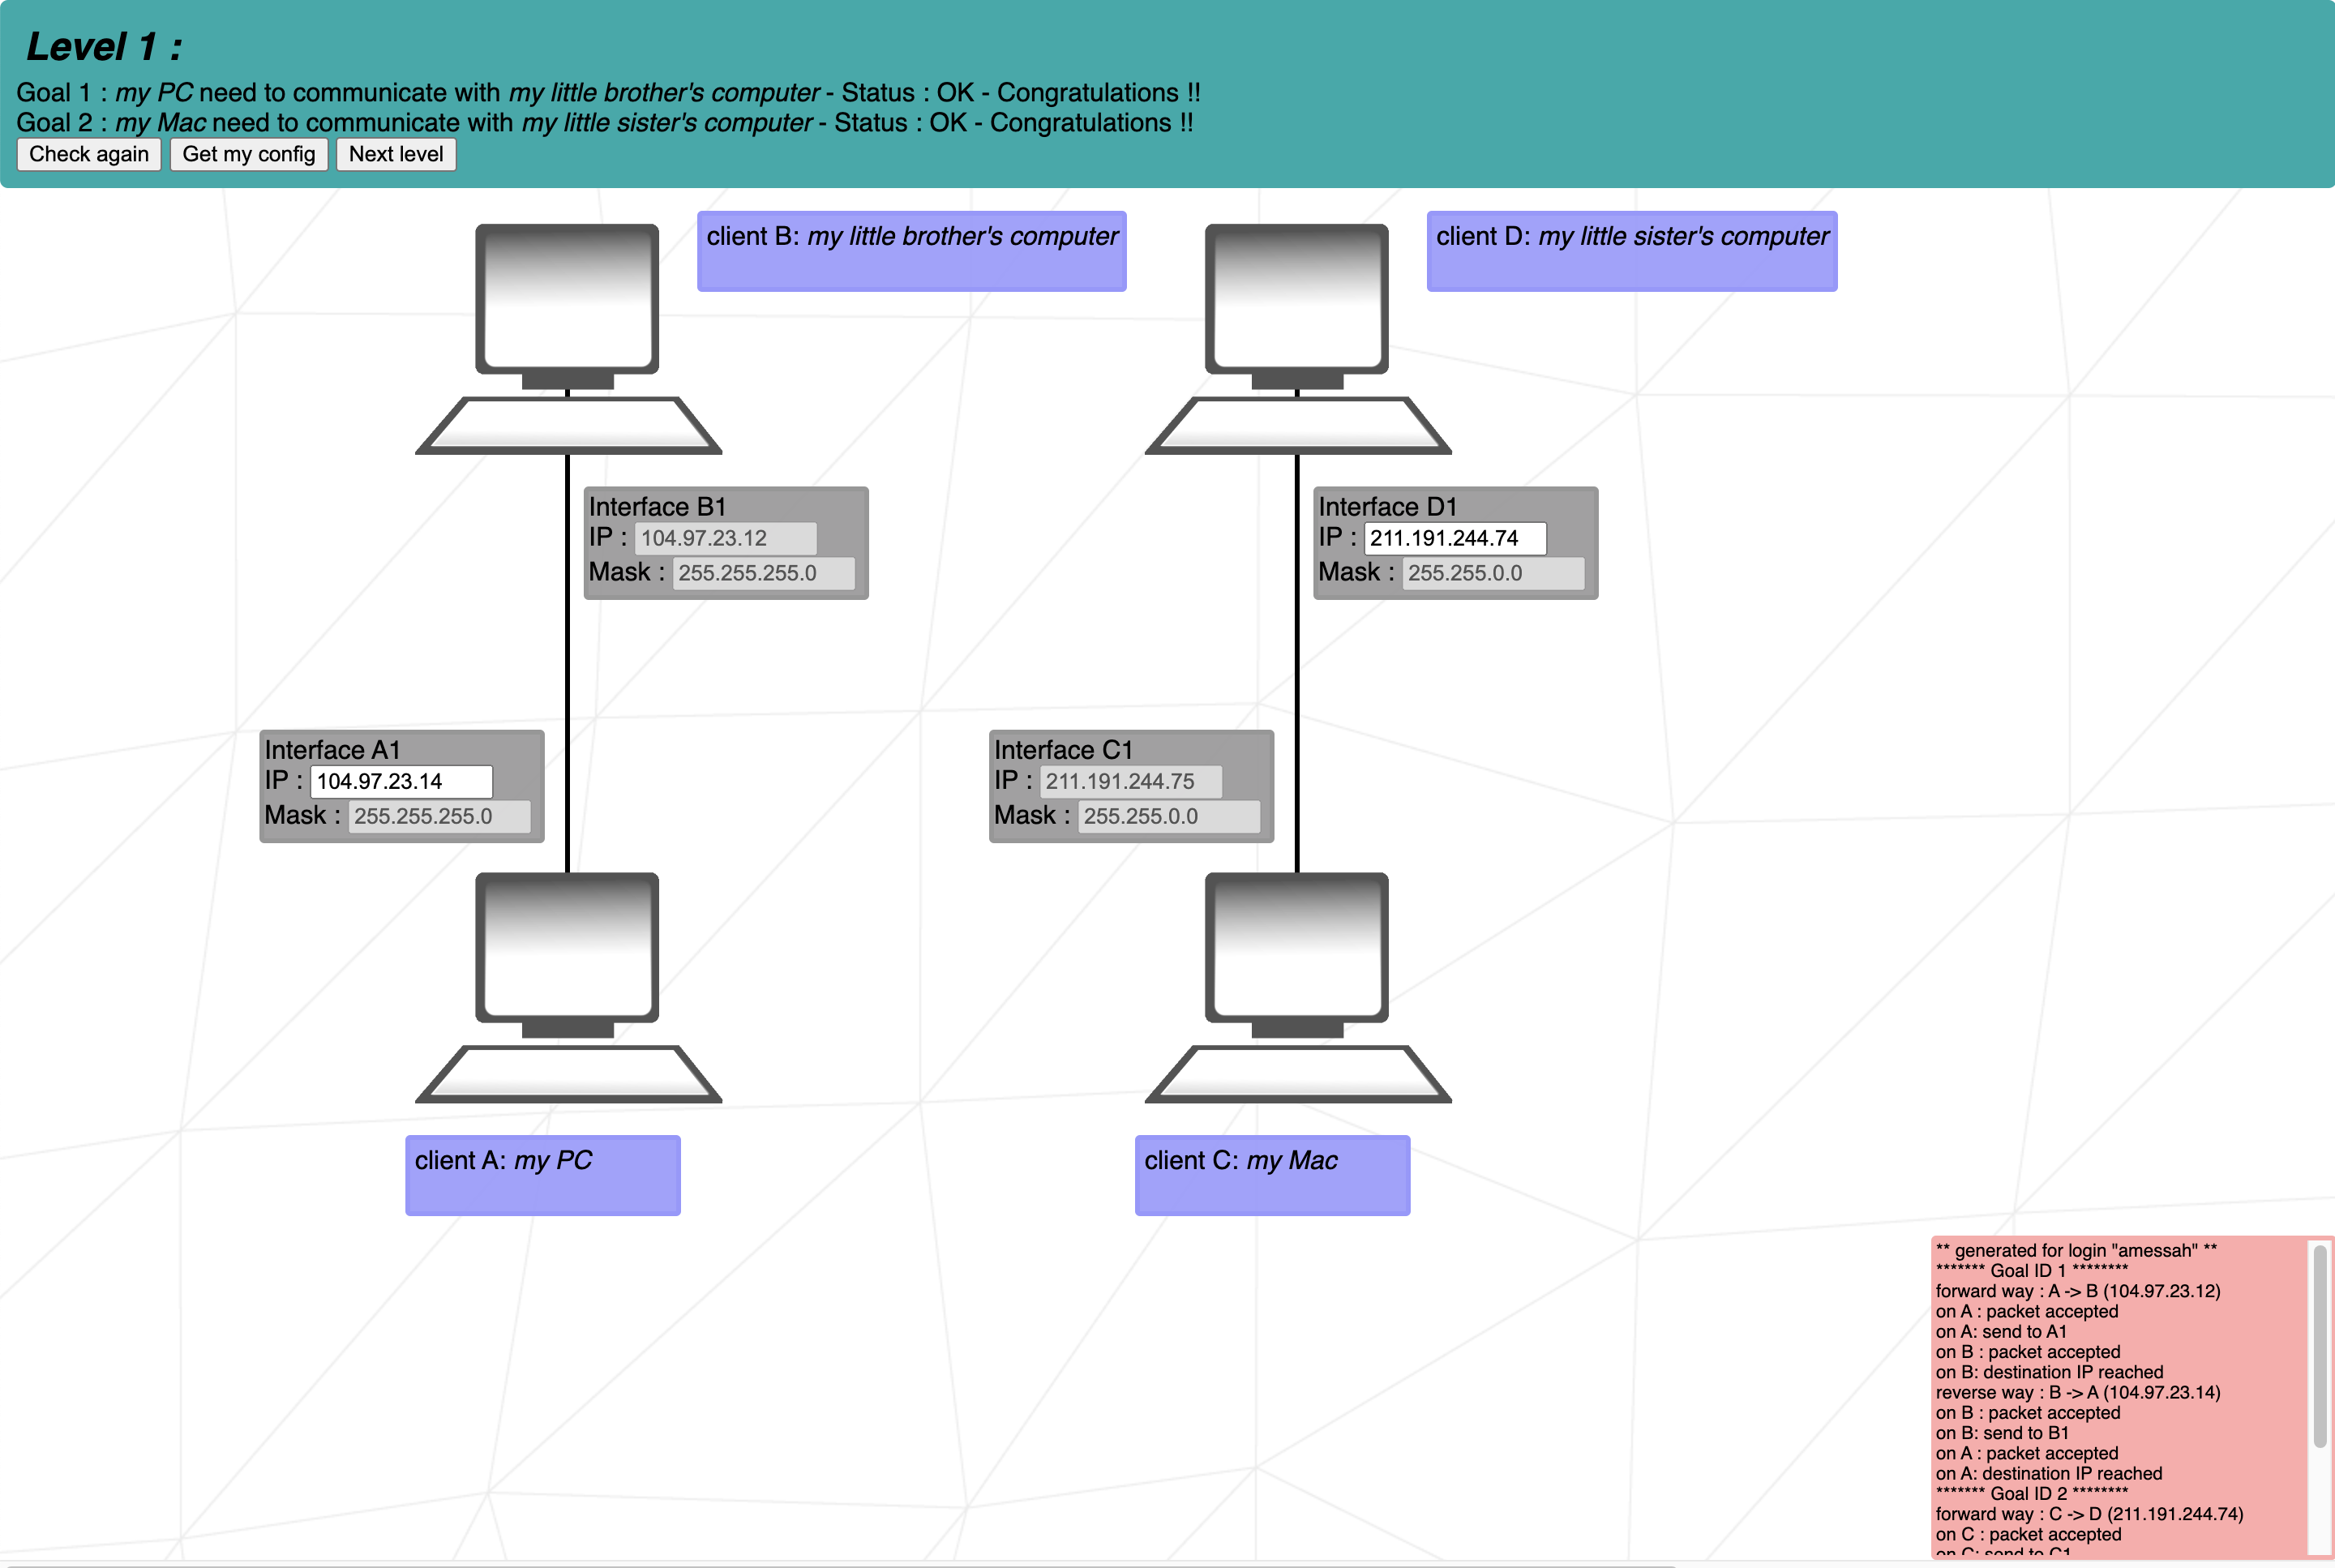 Level 1 :
Goal 1 : my PC need to communicate with my little brother's computer - Status : OK - Congratulations !!
Goal 2 : my Mac need to communicate with my little sister's computer - Status : OK - Congratulations !!
Check again Get my config Next level
client B: my little brother's computer
client D: my little sister's computer
Interface B1
IP : 104.97.23.12
Mask : 255.255.255.0
Interface D1
IP : 211.191.244.74
Mask : 255.255.0.0
Interface A1
IP : 104.97.23.14
Mask : 255.255.255.0
Interface C1
IP : 211.191.244.75
Mask : 255.255.0.0
client A: my PC
client C: my Mac
** generated for login "amessah" **
******* Goal ID 1 ********
forward way : A -> B (104.97.23.12)
on A : packet accepted
on A: send to A1
on B : packet accepted
on B: destination IP reached
reverse way : B -> A (104.97.23.14)
on B : packet accepted
on B: send to B1
on A : packet accepted
on A: destination IP reached
******* Goal ID 2 ********
forward way : C -> D (211.191.244.74)
on C : packet accepted
on C: send to C1